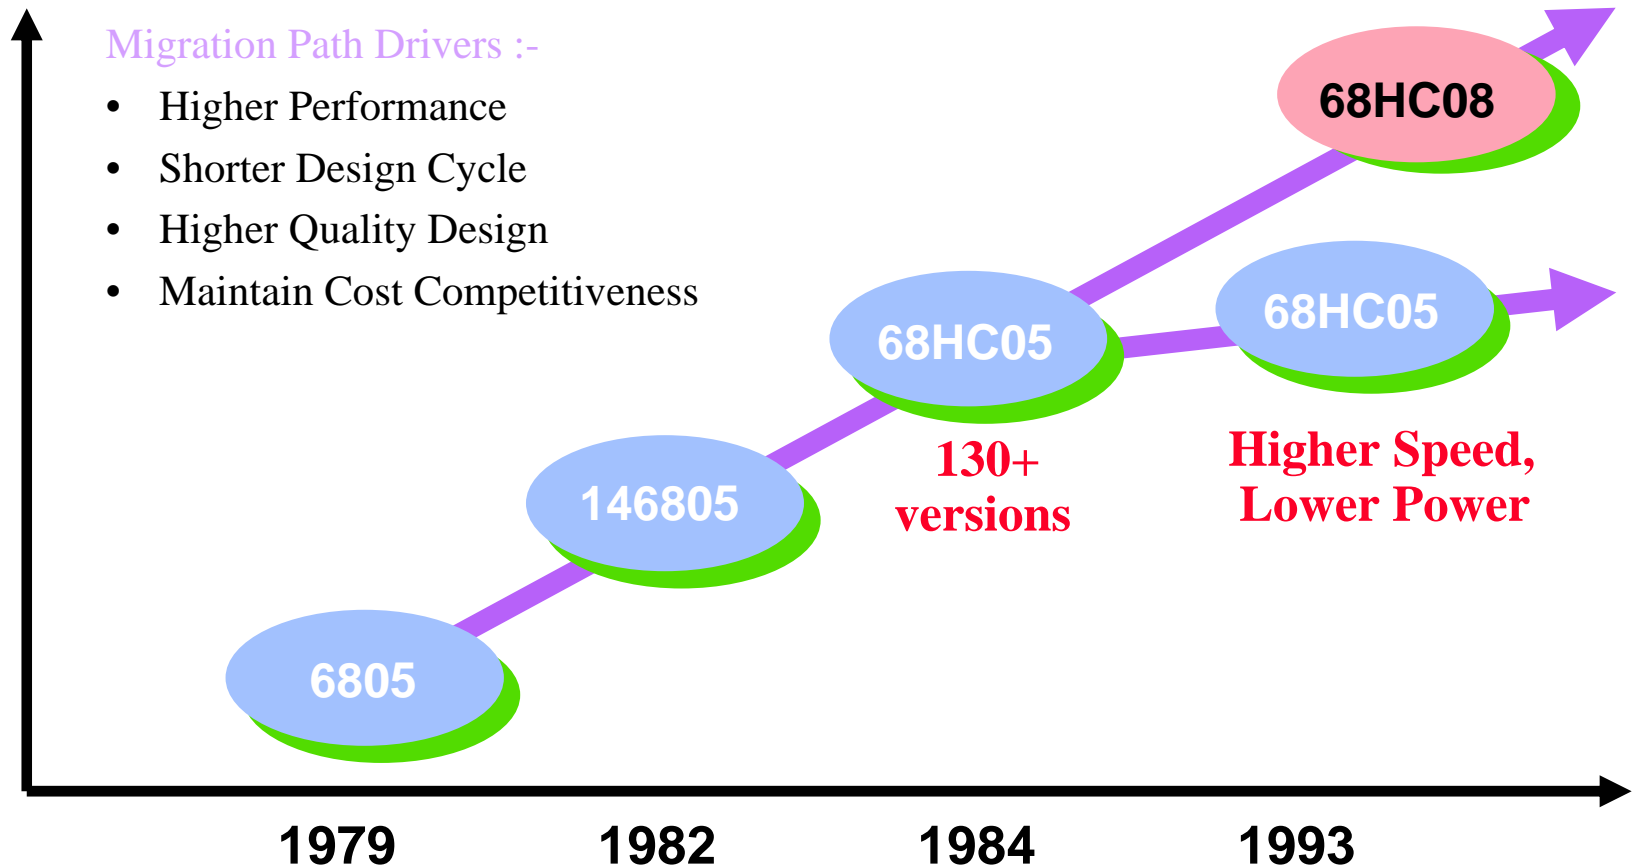 Migration Path Drivers :-
• Higher Performance
• Shorter Design Cycle
• Higher Quality Design
• Maintain Cost Competitiveness
68HC08
68HC05
68HC05
130+
versions
Higher Speed,
Lower Power
146805
6805
1979 1982 1984 1993